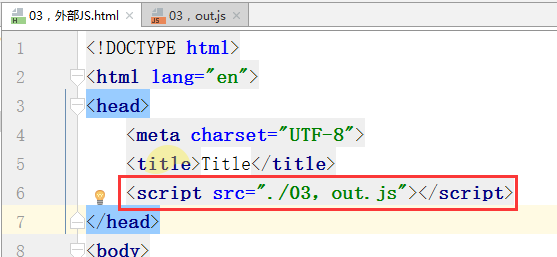 03，外部JS.html 03，out.js
1 <!DOCTYPE html>
2 <html lang="en">
3 <head>
4 <meta charset="UTF-8">
5 <title>Title</title>
6 <script src="./03，out.js"></script>
7 </head>
8 <body>